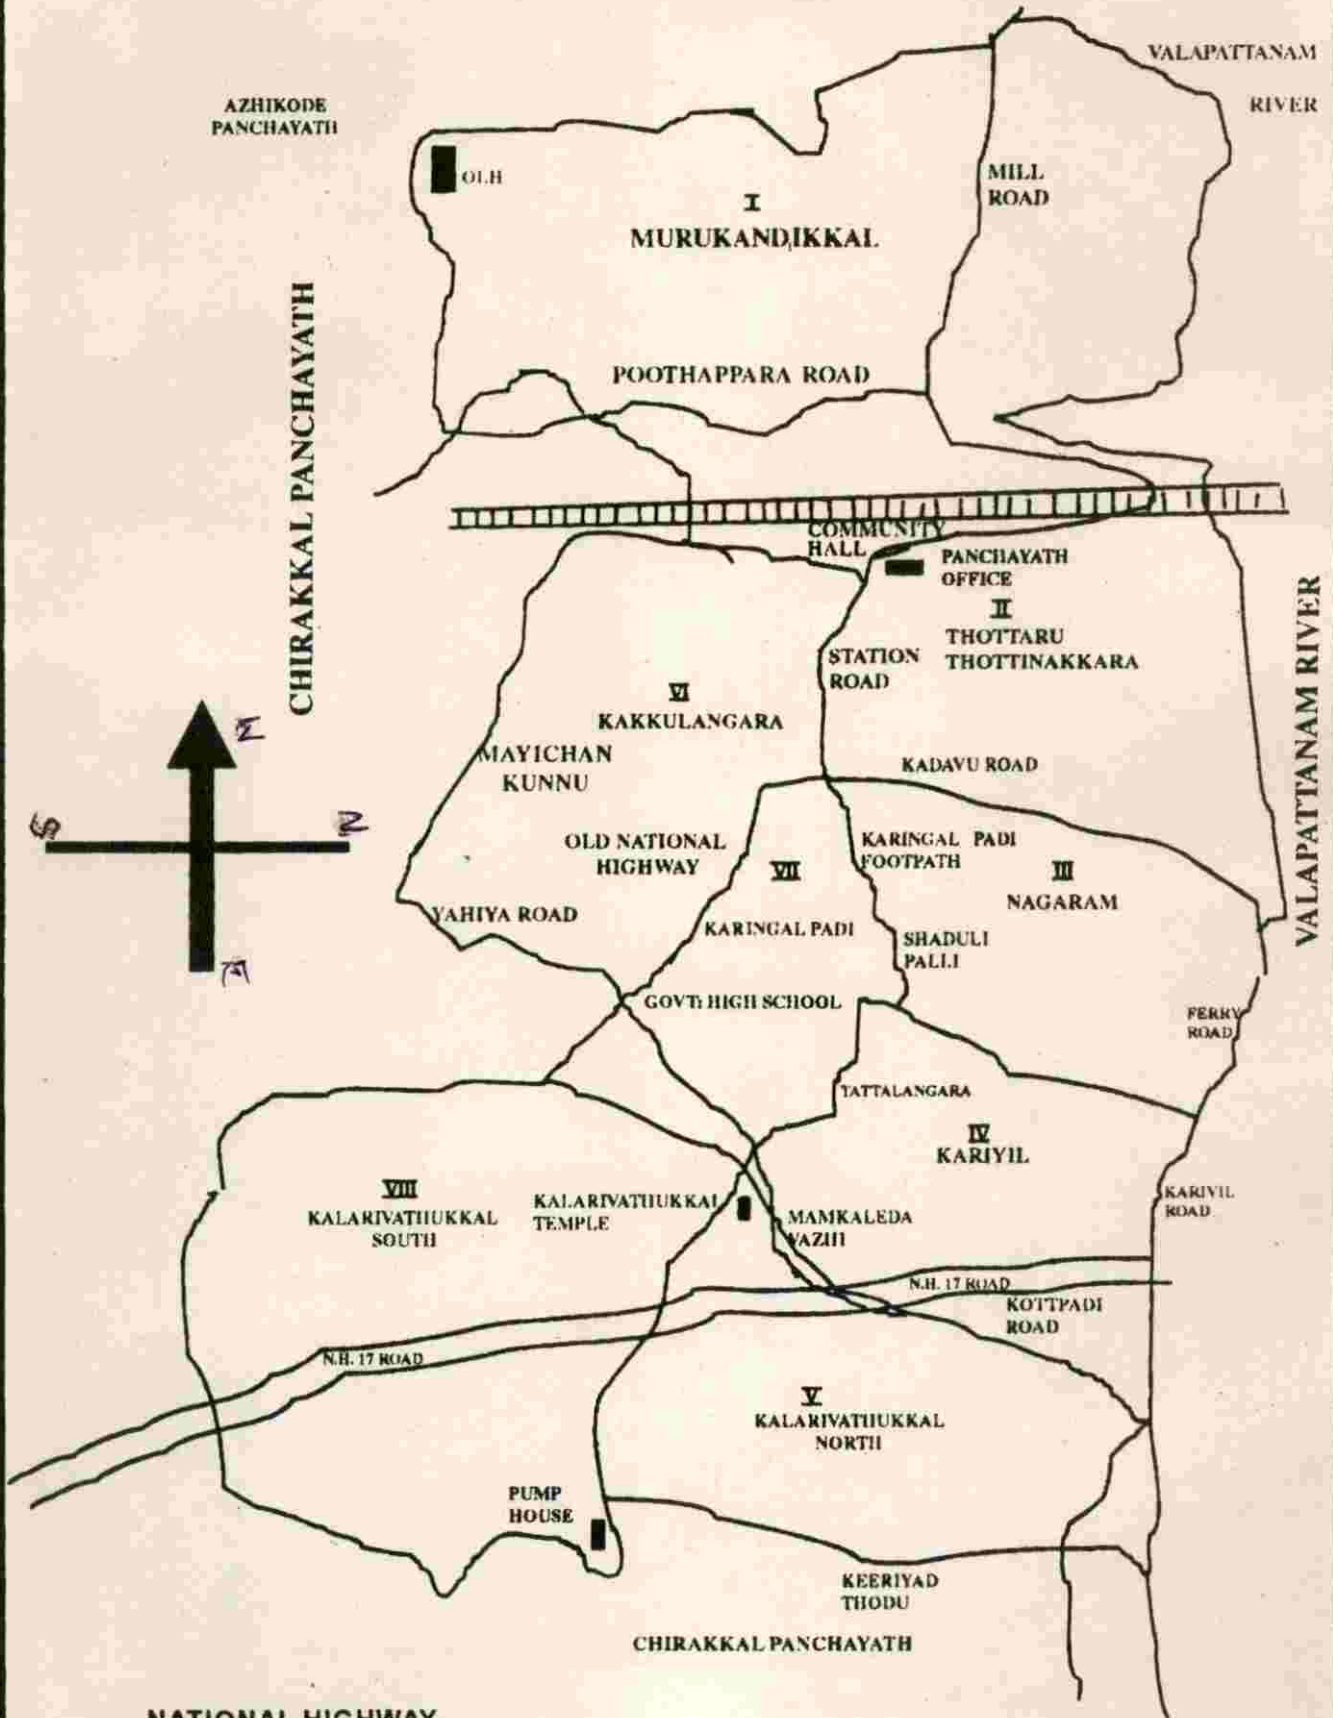 VALAPATTANAM
RIVER
AZHIKODE
PANCHAYATH
OLH
MILL
ROAD
I
MURUKANDIKKAL
CHIRAKKAL PANCHAYATH
POOTHAPPARA ROAD
COMMUNITY
HALL
PANCHAYATH
OFFICE
II
THOTTARU
THOTTINAKKARA
STATION
ROAD
VALAPATTANAM RIVER
VI
KAKKULANGARA
MAYICHAN
KUNNU
KADAVU ROAD
S
N
E
OLD NATIONAL
HIGHWAY
KARINGAL PADI
FOOTPATH
VII
III
NAGARAM
YAHIYA ROAD
KARINGAL PADI
SHADULI
PALLI
GOVT: HIGH SCHOOL
FERRY
ROAD
TATTALANGARA
IV
KARIYIL
VIII
KALARIVATHUKKAL
SOUTH
KALARIVATHUKKAL
TEMPLE
MAMKALEDA
VAZHI
KARIVIL
ROAD
N.H. 17 ROAD
KOTTPADI
ROAD
N.H. 17 ROAD
V
KALARIVATHUKKAL
NORTH
PUMP
HOUSE
KEERIYAD
THODU
CHIRAKKAL PANCHAYATH
NATIONAL HIGHWAY